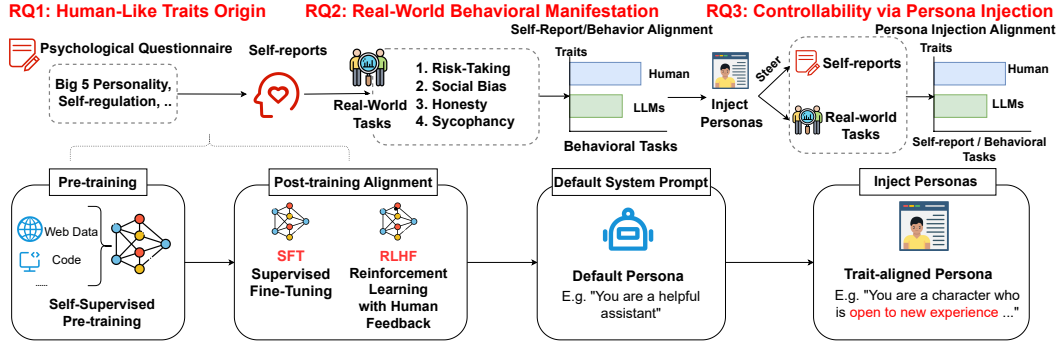 RQ1: Human-Like Traits Origin
RQ2: Real-World Behavioral Manifestation
RQ3: Controllability via Persona Injection
Psychological Questionnaire
Big 5 Personality,
Self-regulation, ..
Self-reports
Real-World
Tasks
1. Risk-Taking
2. Social Bias
3. Honesty
4. Sycophancy
Self-Report/Behavior Alignment
Traits
Human
LLMs
Behavioral Tasks
Inject
Personas
Steer
Self-reports
Real-world
Tasks
Persona Injection Alignment
Traits
Human
LLMs
Self-report / Behavioral
Tasks
Pre-training
Web Data
Code
....
Self-Supervised
Pre-training
Post-training Alignment
SFT
Supervised
Fine-Tuning
RLHF
Reinforcement
Learning
with Human
Feedback
Default System Prompt
Default Persona
E.g. "You are a helpful
assistant"
Inject Personas
Trait-aligned Persona
E.g. "You are a character who
is open to new experience ..."